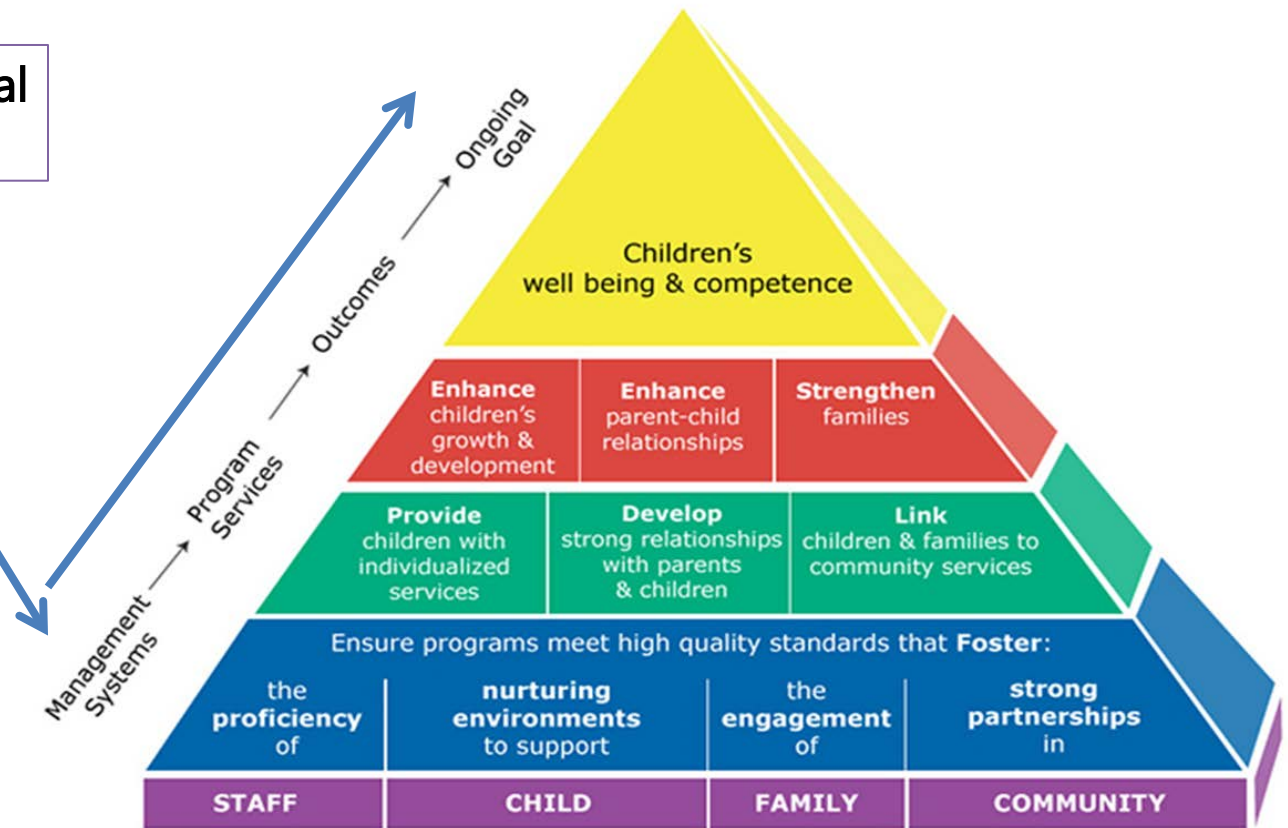 al
Ongoing
Goal
Outcomes
Program
Services
Management
Systems
Children's
well being & competence
Enhance
children's
growth &
development
Enhance
parent-child
relationships
Strengthen
families
Provide
children with
individualized
services
Develop
strong relationships
with parents
& children
Link
children & families to
community services
Ensure programs meet high quality standards that Foster:
the
proficiency
of
nurturing
environments
to support
the
engagement
of
strong
partnerships
in
STAFF
CHILD
FAMILY
COMMUNITY